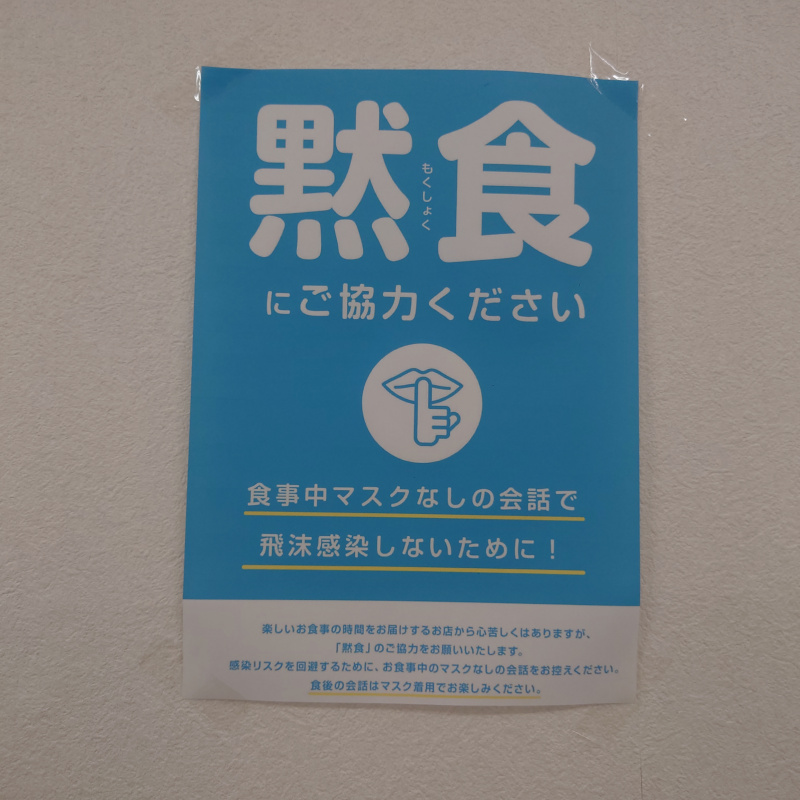 黙食
もくしょく
にご協力ください
食事中マスクなしの会話で
飛沫感染しないために！
楽しいお食事の時間をお届けするお店から心苦しくはありますが、
「黙食」のご協力をお願いいたします。
感染リスクを回避するために、お食事中のマスクなしの会話をお控えください。
食後の会話はマスク着用でお楽しみください。